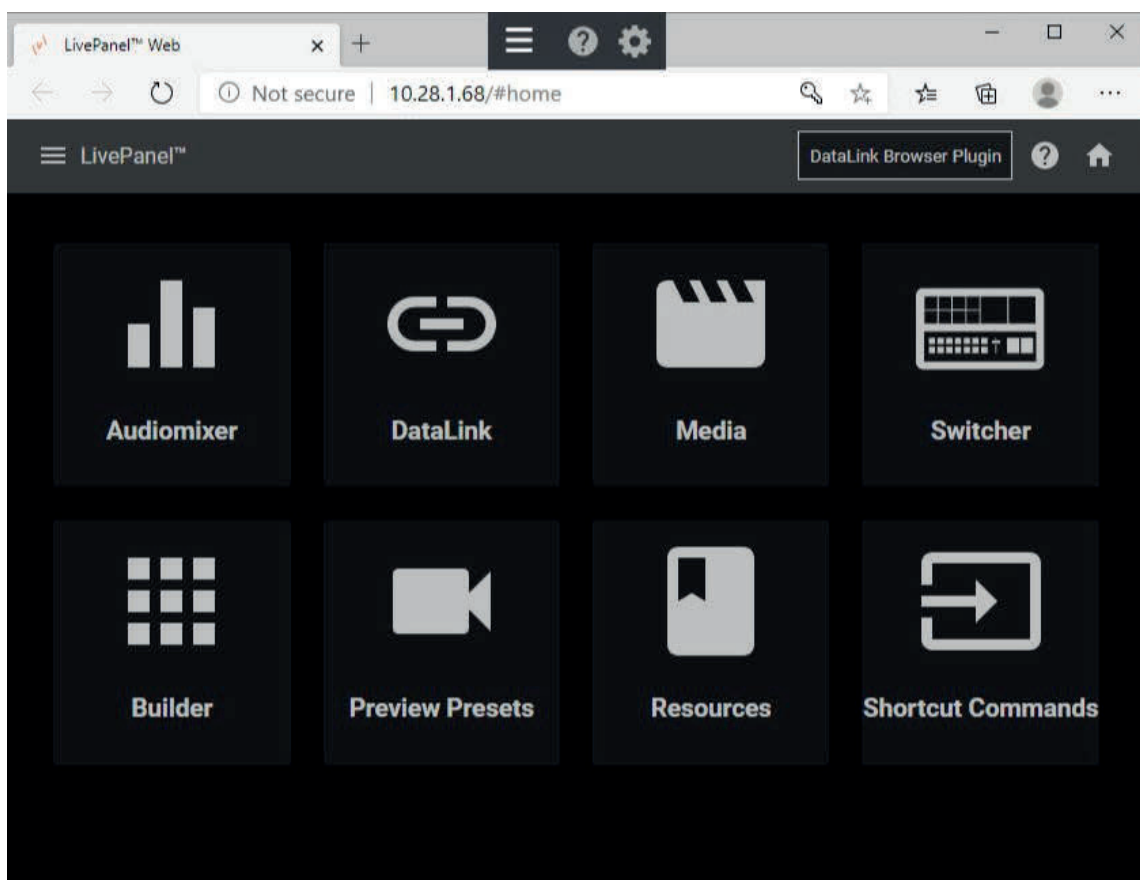 LivePanel™ Web
Not secure | 10.28.1.68/#home
LivePanel™
DataLink Browser Plugin
Audiomixer
DataLink
Media
Switcher
Builder
Preview Presets
Resources
Shortcut Commands